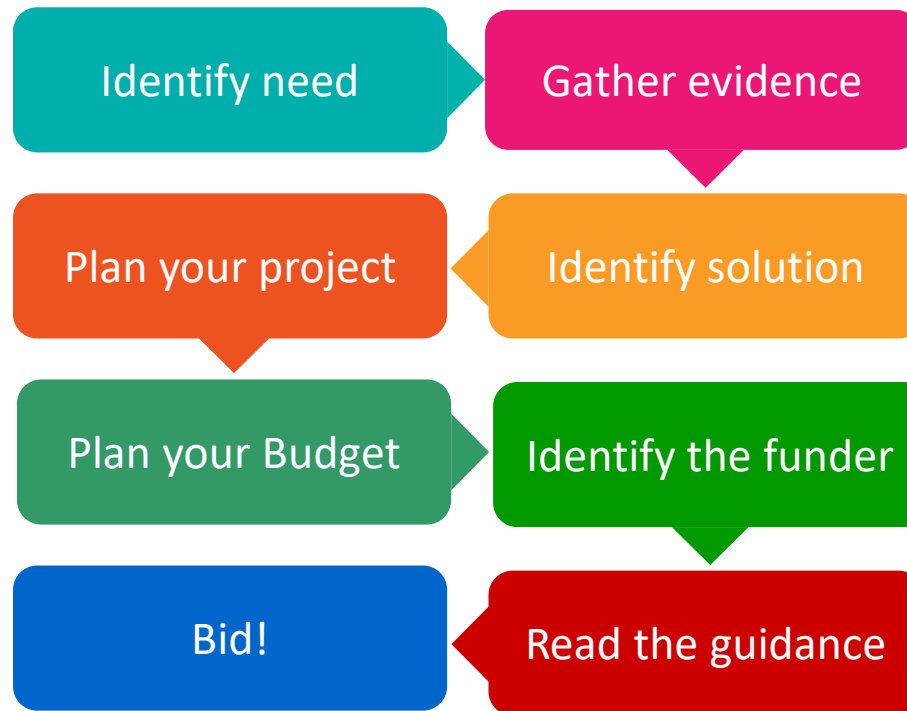 Identify need
Gather evidence
Identify solution
Plan your project
Plan your Budget
Identify the funder
Read the guidance
Bid!